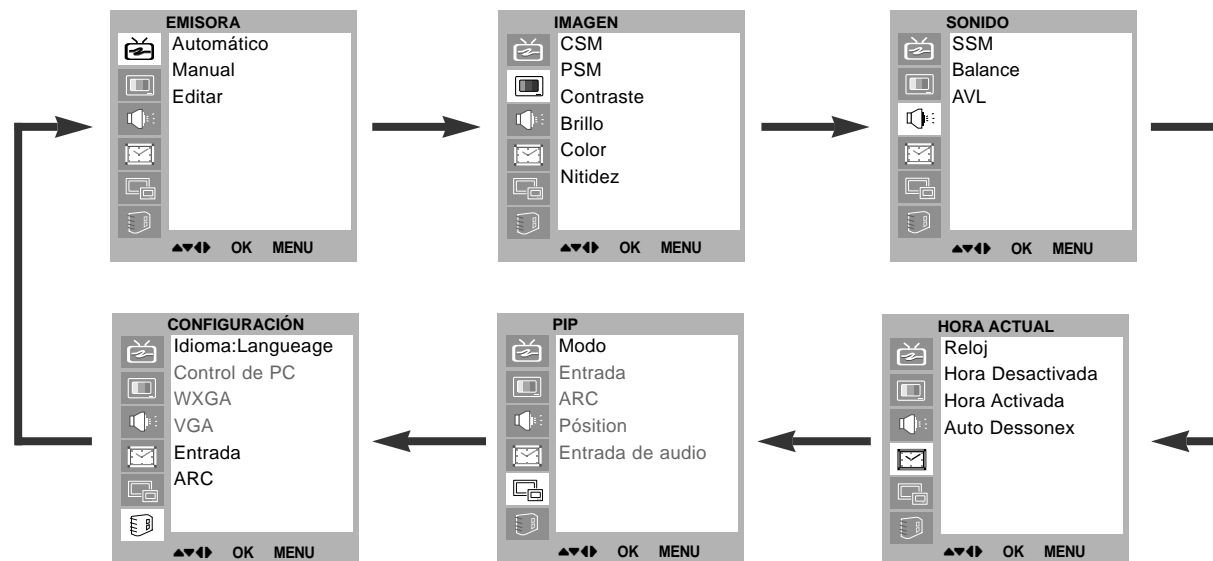 EMISORA
Automático
Manual
Editar
OK MENU
IMAGEN
CSM
PSM
Contraste
Brillo
Color
Nitidez
OK MENU
SONIDO
SSM
Balance
AVL
OK MENU
CONFIGURACIÓN
Idioma:Langueage
Control de PC
WXGA
VGA
Entrada
ARC
OK MENU
PIP
Modo
Entrada
ARC
Pósition
Entrada de audio
OK MENU
HORA ACTUAL
Reloj
Hora Desactivada
Hora Activada
Auto Dessonex
OK MENU